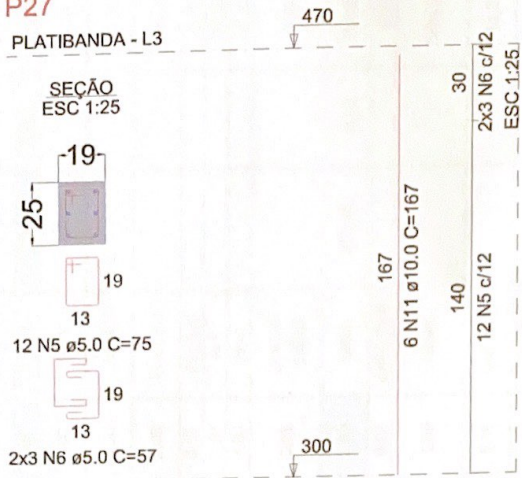 P27
PLATIBANDA - L3
470
SEÇÃO
ESC 1:25
19
25
19
13
12 N5 ø5.0 C=75
19
13
2x3 N6 ø5.0 C=57
300
167
6 N11 ø10.0 C=167
30
140
2x3 N6 c/12
12 N5 c/12
ESC 1:25